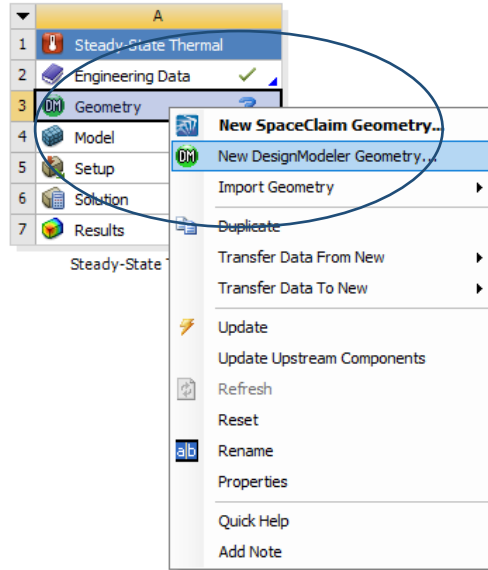 A
1 Steady-State Thermal
2 Engineering Data
3 DM Geometry ?
4 Model
5 Setup
6 Solution
7 Results
Steady-State
New SpaceClaim Geometry...
DM New DesignModeler Geometry...
Import Geometry
Duplicate
Transfer Data From New
Transfer Data To New
Update
Update Upstream Components
Refresh
Reset
a|b Rename
Properties
Quick Help
Add Note